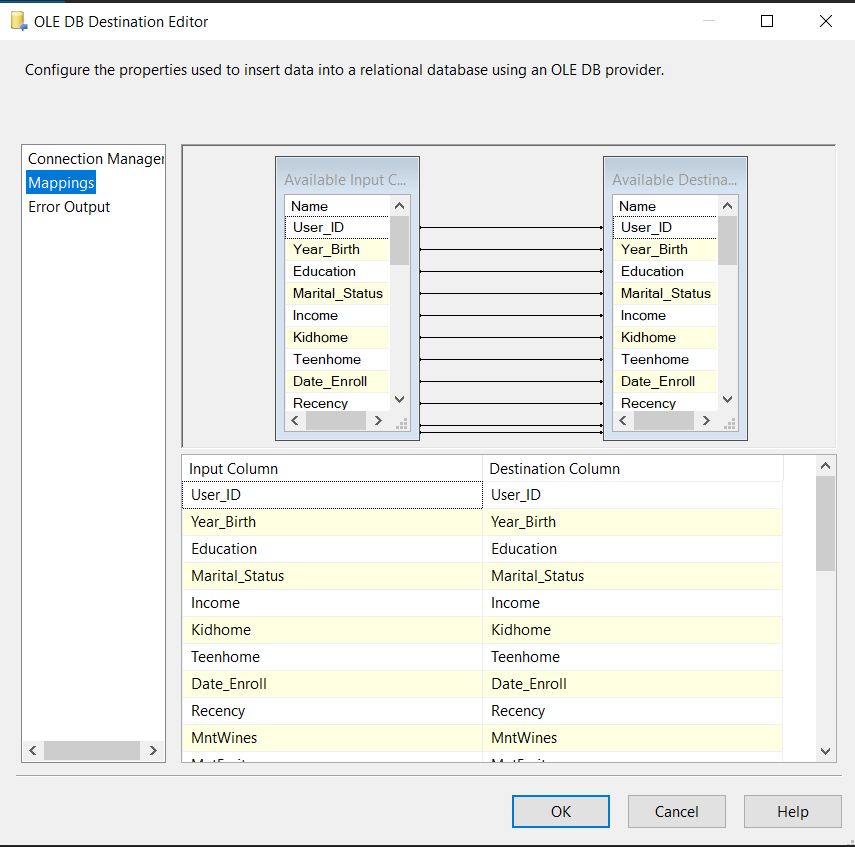 OLE DB Destination Editor
Configure the properties used to insert data into a relational database using an OLE DB provider.
Connection Manager
Mappings
Error Output
Available Input C...
Name
User_ID
Year_Birth
Education
Marital_Status
Income
Kidhome
Teenhome
Date_Enroll
Recency
Available Destina...
Name
User_ID
Year_Birth
Education
Marital_Status
Income
Kidhome
Teenhome
Date_Enroll
Recency
Input Column Destination Column
User_ID User_ID
Year_Birth Year_Birth
Education Education
Marital_Status Marital_Status
Income Income
Kidhome Kidhome
Teenhome Teenhome
Date_Enroll Date_Enroll
Recency Recency
MntWines MntWines
OK Cancel Help